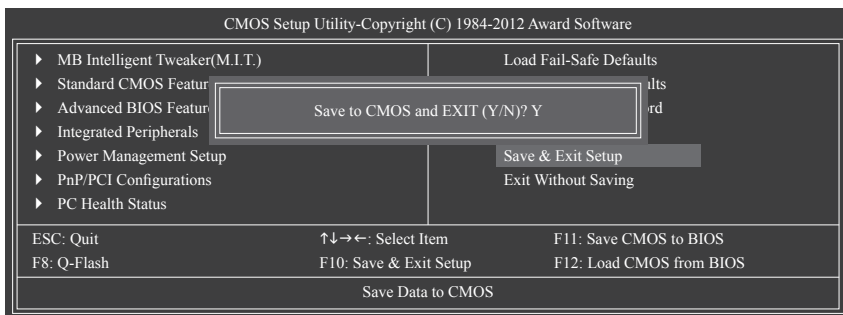 CMOS Setup Utility-Copyright (C) 1984-2012 Award Software
MB Intelligent Tweaker(M.I.T.)
Standard CMOS Featur
Advanced BIOS Featur
Integrated Peripherals
Power Management Setup
PnP/PCI Configurations
PC Health Status
Load Fail-Safe Defaults
ults
rd
Save & Exit Setup
Exit Without Saving
Save to CMOS and EXIT (Y/N)? Y
ESC: Quit ↑↓→←: Select Item F11: Save CMOS to BIOS
F8: Q-Flash F10: Save & Exit Setup F12: Load CMOS from BIOS
Save Data to CMOS